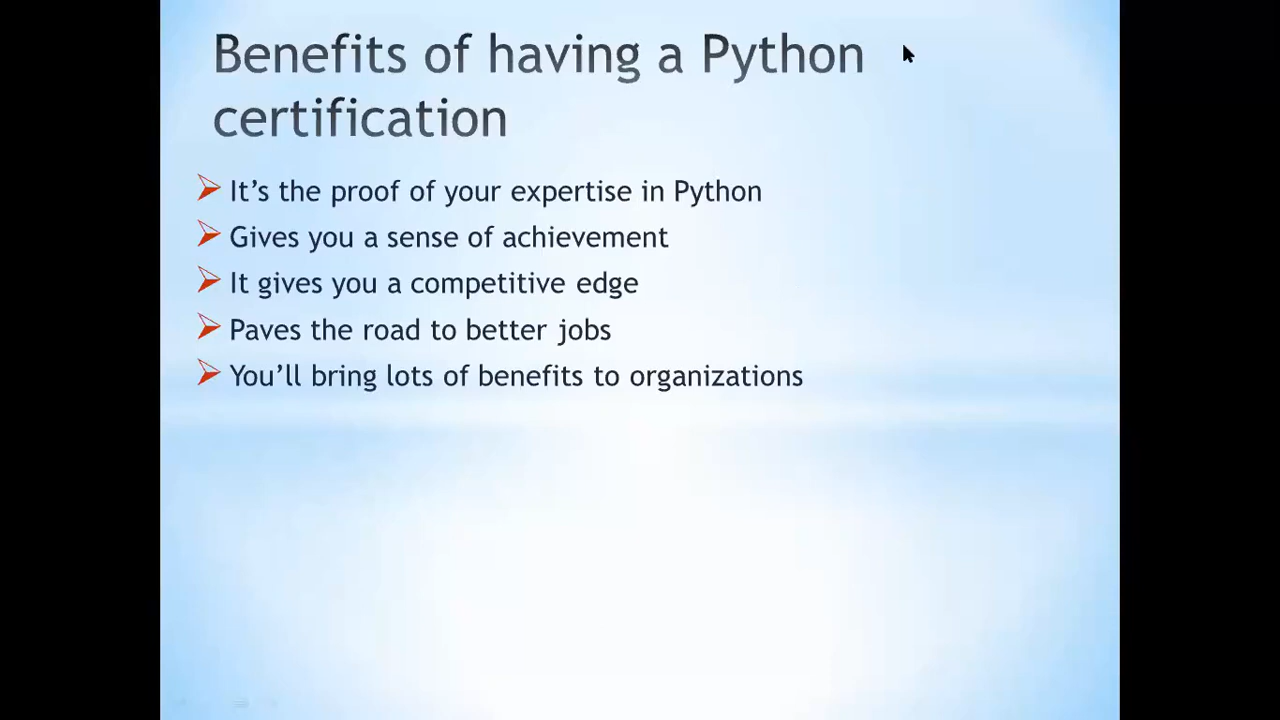 Benefits of having a Python
certification
It’s the proof of your expertise in Python
Gives you a sense of achievement
It gives you a competitive edge
Paves the road to better jobs
You’ll bring lots of benefits to organizations